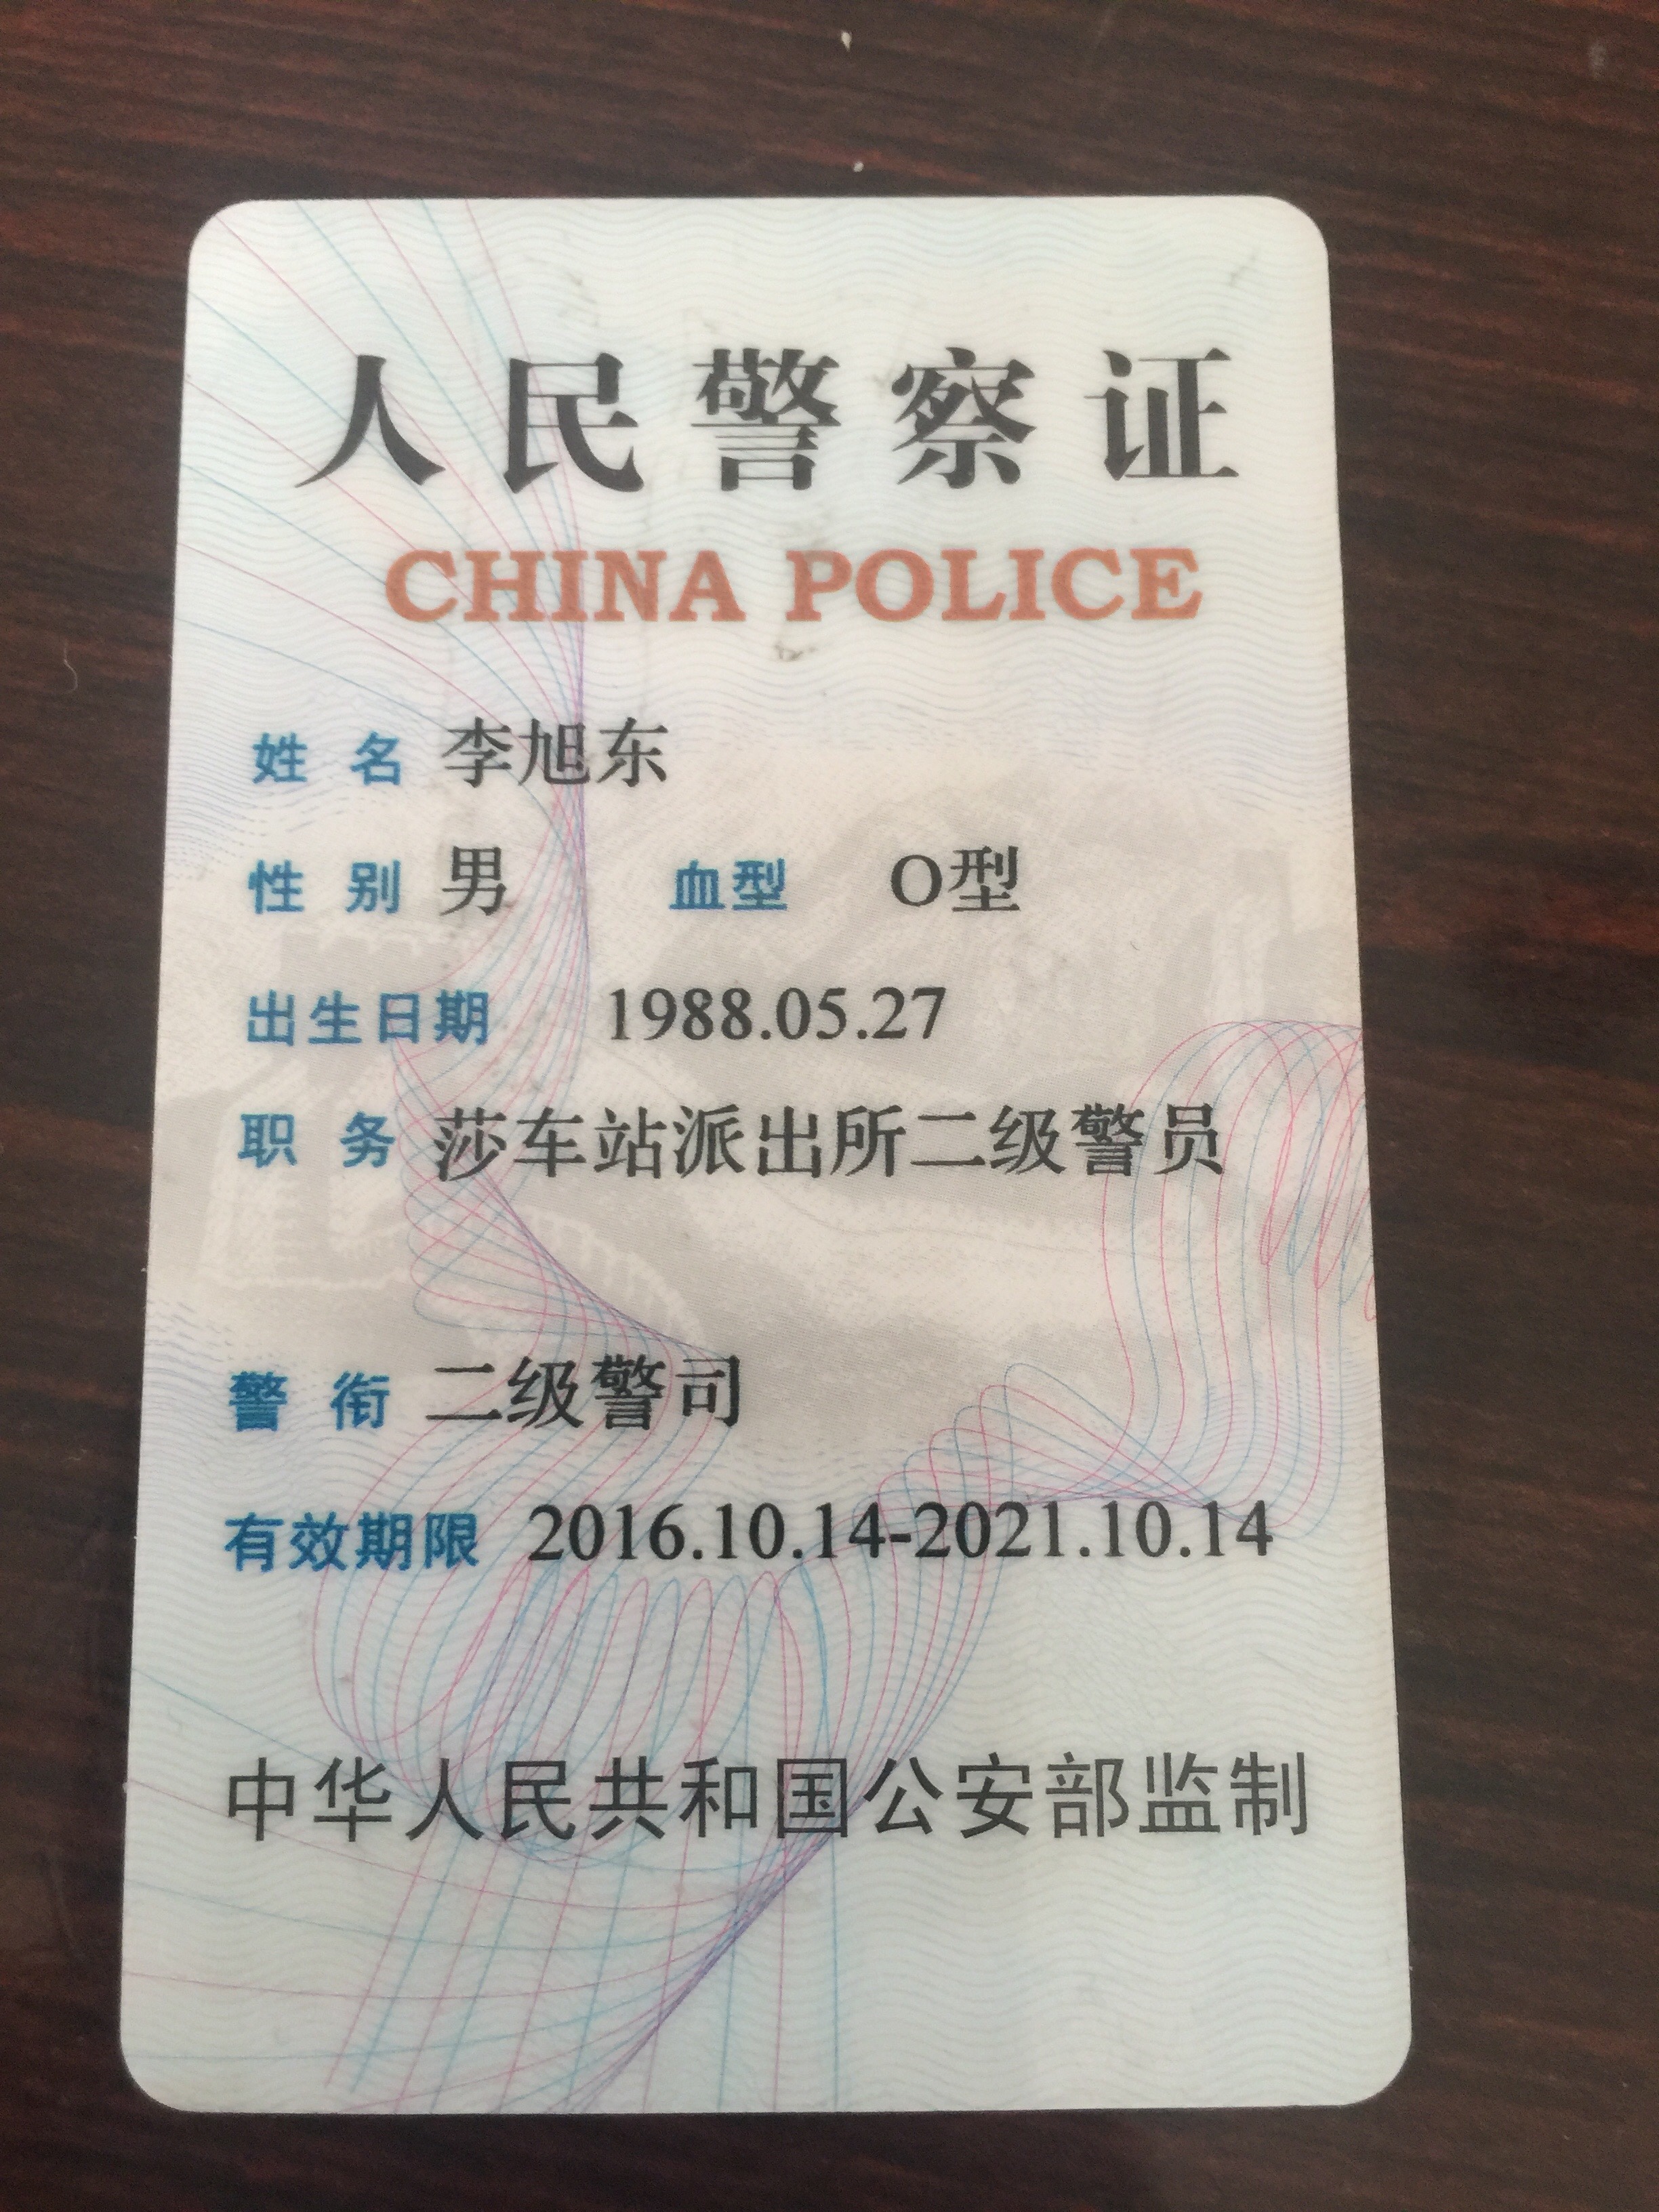 人民警察证
CHINA POLICE
姓名 李旭东
性别 男 血型 O型
出生日期 1988.05.27
职务 莎车站派出所二级警员
警衔 二级警司
有效期限 2016.10.14-2021.10.14
中华人民共和国公安部监制